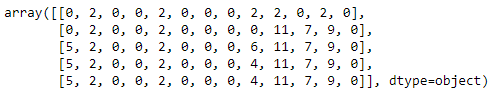 array([[0, 2, 0, 0, 2, 0, 0, 0, 2, 2, 0, 2, 0],
[0, 2, 0, 0, 2, 0, 0, 0, 0, 11, 7, 9, 0],
[5, 2, 0, 0, 2, 0, 0, 0, 6, 11, 7, 9, 0],
[5, 2, 0, 0, 2, 0, 0, 0, 4, 11, 7, 9, 0],
[5, 2, 0, 0, 2, 0, 0, 0, 4, 11, 7, 9, 0]], dtype=object)